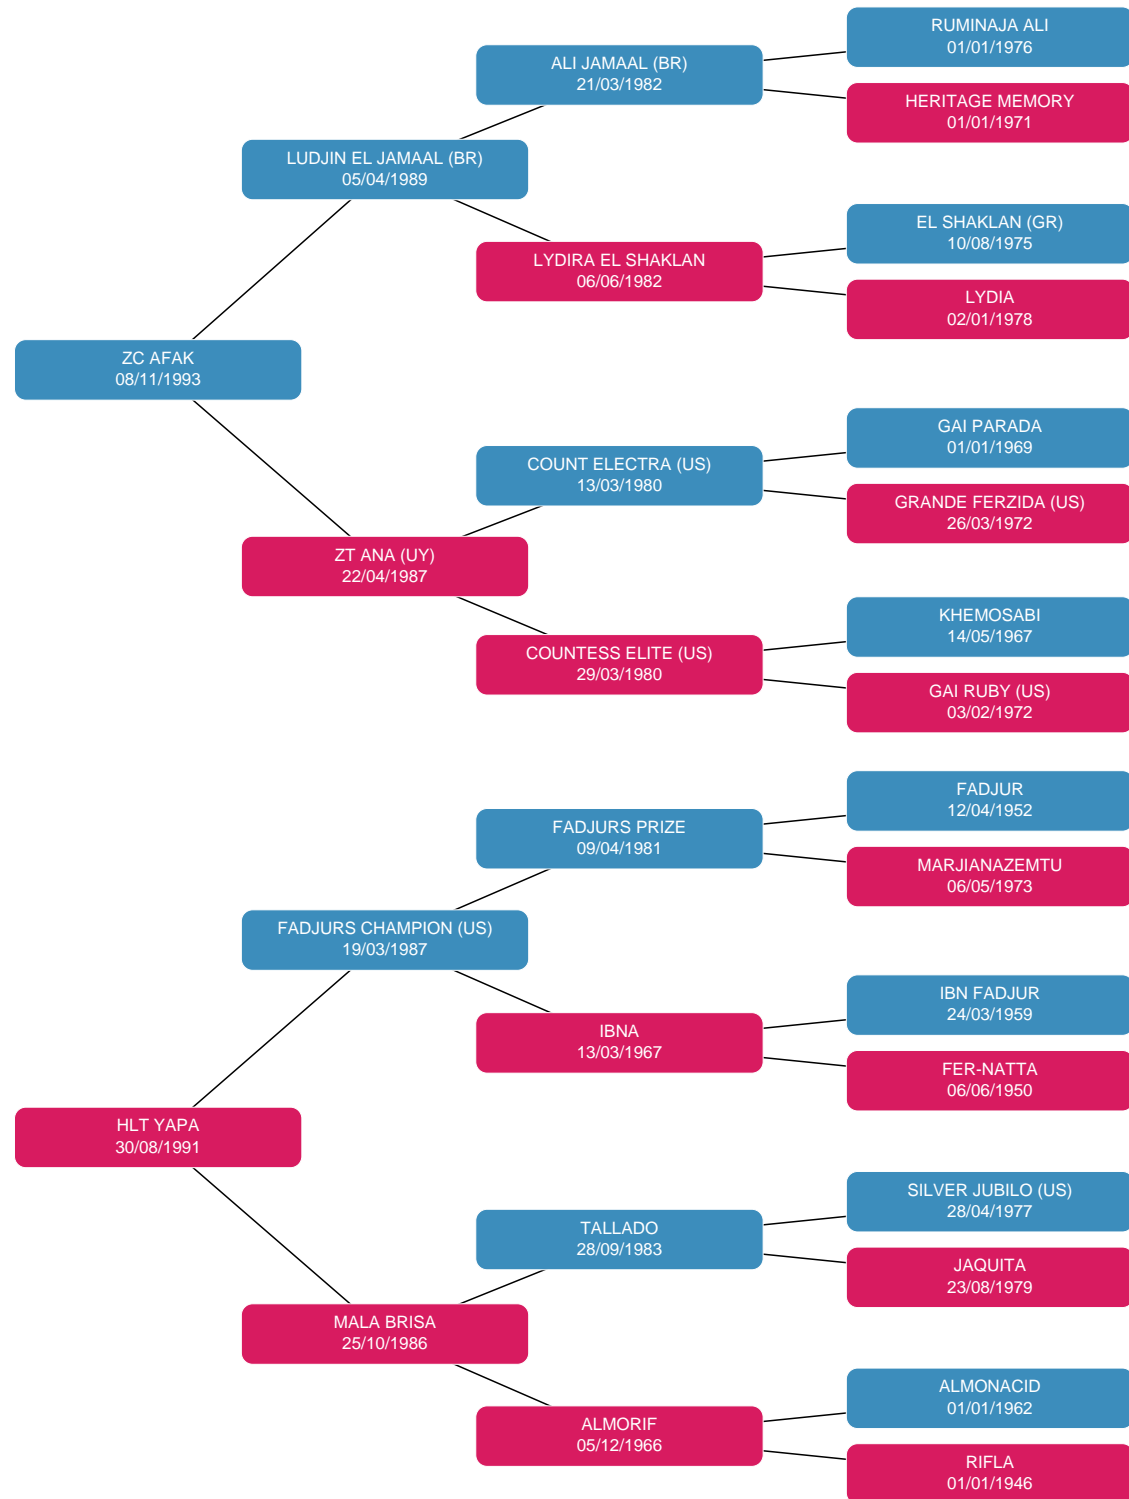 RUMINAJA ALI
01/01/1976
ALI JAMAAL (BR)
21/03/1982
HERITAGE MEMORY
01/01/1971
LUDJIN EL JAMAAL (BR)
05/04/1989
EL SHAKLAN (GR)
10/08/1975
LYDIRA EL SHAKLAN
06/06/1982
LYDIA
02/01/1978
ZC AFAK
08/11/1993
GAI PARADA
01/01/1969
COUNT ELECTRA (US)
13/03/1980
GRANDE FERZIDA (US)
26/03/1972
ZT ANA (UY)
22/04/1987
KHEMOSABI
14/05/1967
COUNTESS ELITE (US)
29/03/1980
GAI RUBY (US)
03/02/1972
FADJUR
12/04/1952
FADJURS PRIZE
09/04/1981
MARJIANAZEMTU
06/05/1973
FADJURS CHAMPION (US)
19/03/1987
IBN FADJUR
24/03/1959
IBNA
13/03/1967
FER-NATTA
06/06/1950
HLT YAPA
30/08/1991
SILVER JUBILO (US)
28/04/1977
TALLADO
28/09/1983
JAQUITA
23/08/1979
MALA BRISA
25/10/1986
ALMONACID
01/01/1962
ALMORIF
05/12/1966
RIFLA
01/01/1946